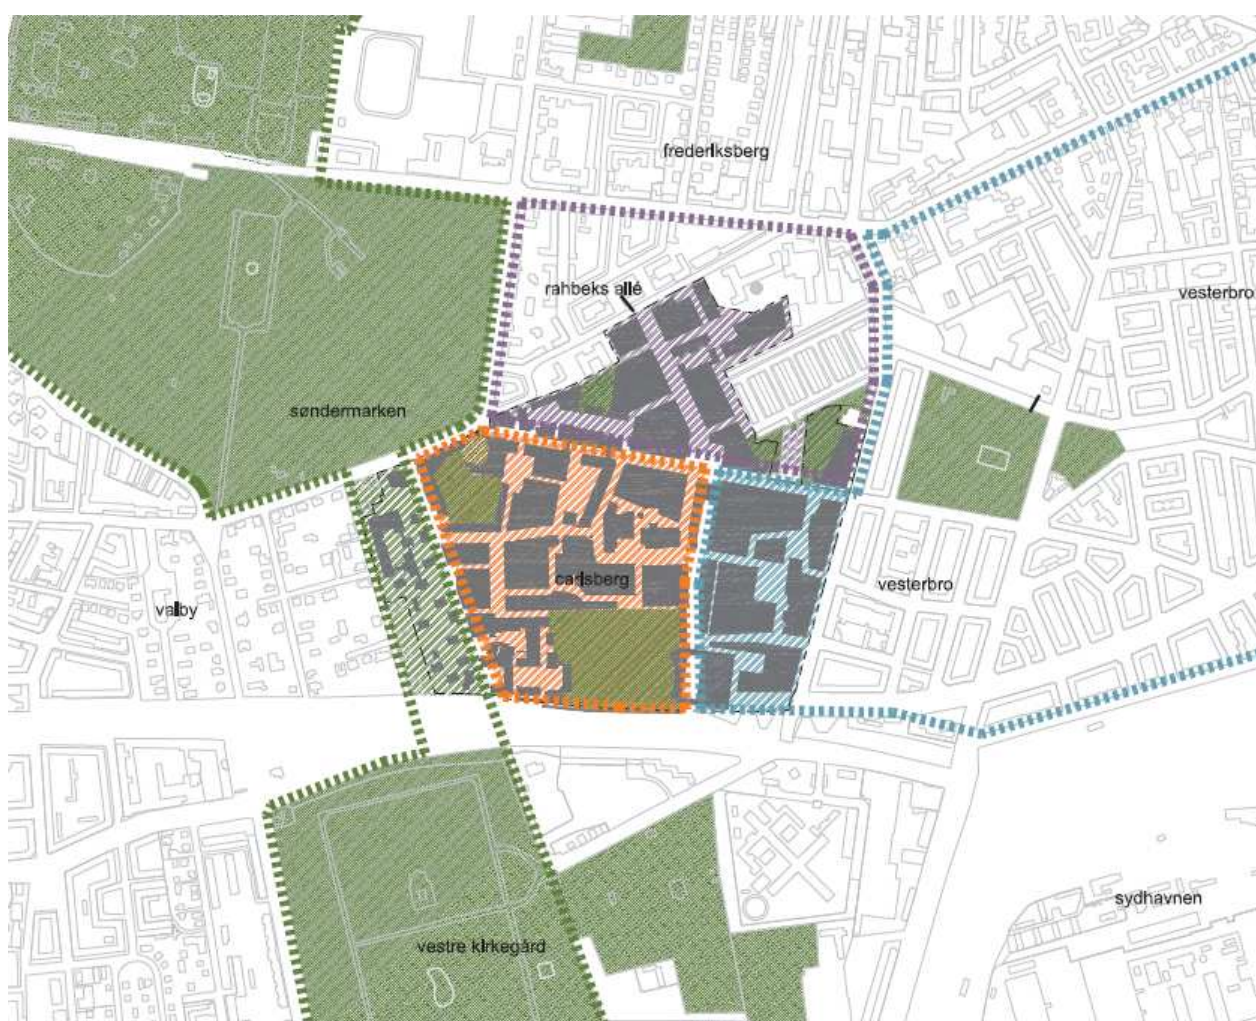 frederiksberg
rahbeks allé
vesterbro
søndermarken
carlsberg
vesterbro
valby
sydhavnen
vestre kirkegård